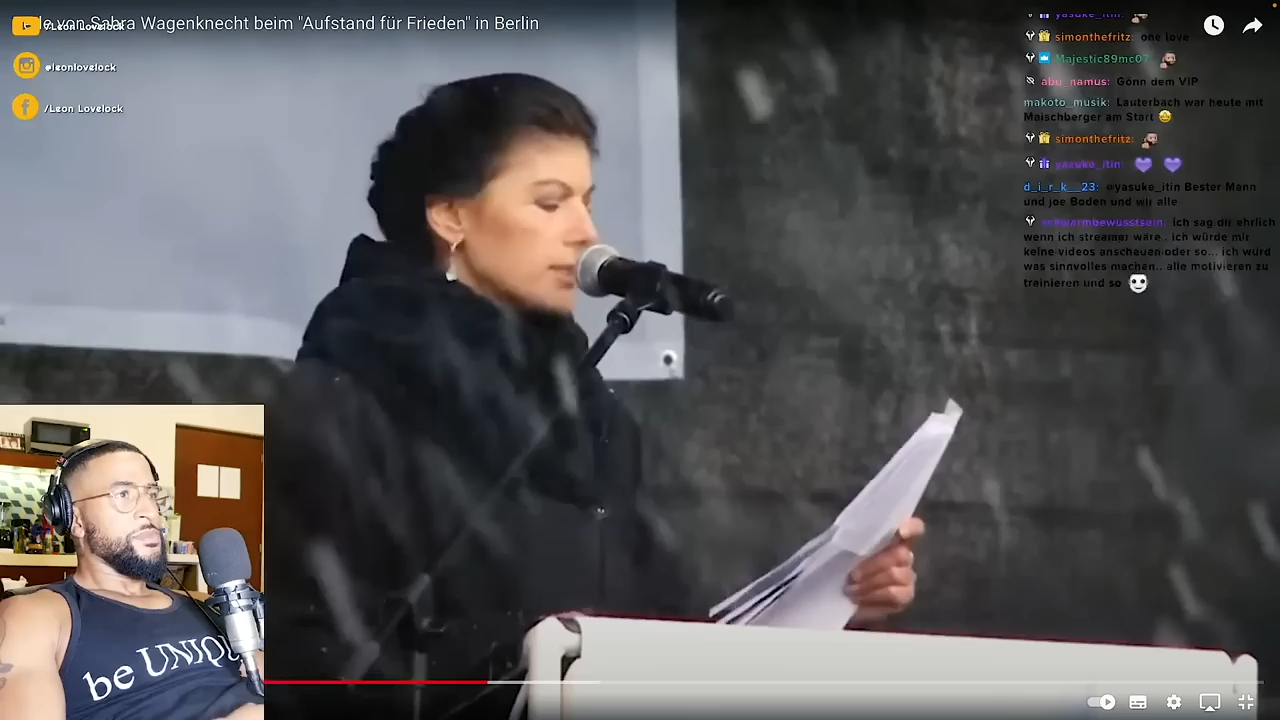 von Sahra Wagenknecht beim "Aufstand für Frieden" in Berlin
/Leon Lovelock
@leonlovelock
/Leon Lovelock
yasuke_itin:
simonthefritz: one love
Majestic89mc07:
abu_namus: Gönn dem VIP
makoto_musik: Lauterbach war heute mit
Maischberger am Start
simonthefritz:
yasuke_itin:
d_i_r_k__23: @yasuke_itin Bester Mann
und joe Boden und wir alle
schwarmbewusstsein: ich sag dir ehrlich
wenn ich streamer wäre.. ich würde mir
keine videos anschauen oder so... ich würd
was sinnvolles machen.. alle motivieren zu
trainieren und so
be UNIQU